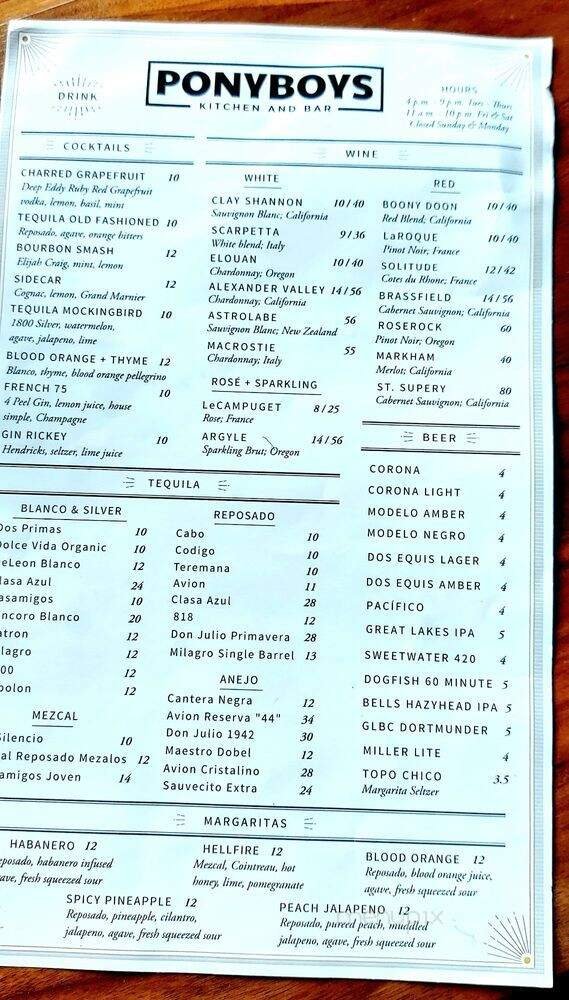 DRINK
PONYBOYS
KITCHEN AND BAR
HOURS
4 p.m. - 9 p.m. Tues - Thurs
11 a.m. - 10 p.m. Fri & Sat
Closed Sunday & Monday
COCKTAILS
CHARRED GRAPEFRUIT 10
Deep Eddy Ruby Red Grapefruit
vodka, lemon, basil, mint
TEQUILA OLD FASHIONED 10
Reposado, agave, orange bitters
BOURBON SMASH 12
Elijah Craig, mint, lemon
SIDECAR 12
Cognac, lemon, Grand Marnier
TEQUILA MOCKINGBIRD 10
1800 Silver, watermelon,
agave, jalapeno, lime
BLOOD ORANGE + THYME 12
Blanco, thyme, blood orange pellegrino
FRENCH 75 10
4 Peel Gin, lemon juice, house
simple, Champagne
GIN RICKEY 10
Hendricks, seltzer, lime juice
WINE
WHITE
CLAY SHANNON 10/40
Sauvignon Blanc; California
SCARPETTA 9/36
White blend; Italy
ELOUAN 10/40
Chardonnay; Oregon
ALEXANDER VALLEY 14/56
Chardonnay; California
ASTROLABE 56
Sauvignon Blanc; New Zealand
MACROSTIE 55
Chardonnay; Italy
ROSÉ + SPARKLING
LeCAMPUGET 8/25
Rose; France
ARGYLE 14/56
Sparkling Brut; Oregon
RED
BOONY DOON 10/40
Red Blend, California
LaROQUE 10/40
Pinot Noir; France
SOLITUDE 12/42
Cotes du Rhone; France
BRASSFIELD 14/56
Cabernet Sauvignon; California
ROSEROCK 60
Pinot Noir; Oregon
MARKHAM 40
Merlot; California
ST. SUPERY 80
Cabernet Sauvignon; California
BEER
CORONA 4
CORONA LIGHT 4
MODELO AMBER 4
MODELO NEGRO 4
DOS EQUIS LAGER 4
DOS EQUIS AMBER 4
PACÍFICO 4
GREAT LAKES IPA 5
SWEETWATER 420 4
DOGFISH 60 MINUTE 5
BELLS HAZYHEAD IPA 5
GLBC DORTMUNDER 5
MILLER LITE 4
TOPO CHICO 3.5
Margarita Seltzer
TEQUILA
BLANCO & SILVER
Dos Primas 10
Dolce Vida Organic 10
eLeon Blanco 12
lasa Azul 24
asamigos 10
incoro Blanco 20
atron 12
ilagro 12
00 12
polon 12
MEZCAL
Silencio 10
al Reposado Mezalos 12
amigos Joven 14
REPOSADO
Cabo 10
Codigo 10
Teremana 10
Avion 11
Clasa Azul 28
818 12
Don Julio Primavera 28
Milagro Single Barrel 13
ANEJO
Cantera Negra 12
Avion Reserva "44" 34
Don Julio 1942 30
Maestro Dobel 12
Avion Cristalino 28
Sauvecito Extra 24
MARGARITAS
HABANERO 12
eposado, habanero infused
ave, fresh squeezed sour
HELLFIRE 12
Mezcal, Cointreau, hot
honey, lime, pomegranate
BLOOD ORANGE 12
Reposado, blood orange juice,
agave, fresh squeezed sour
SPICY PINEAPPLE 12
Reposado, pineapple, cilantro,
jalapeno, agave, fresh squeezed sour
PEACH JALAPENO 12
Reposado, pureed peach, muddled
jalapeno, agave, fresh squeezed sour